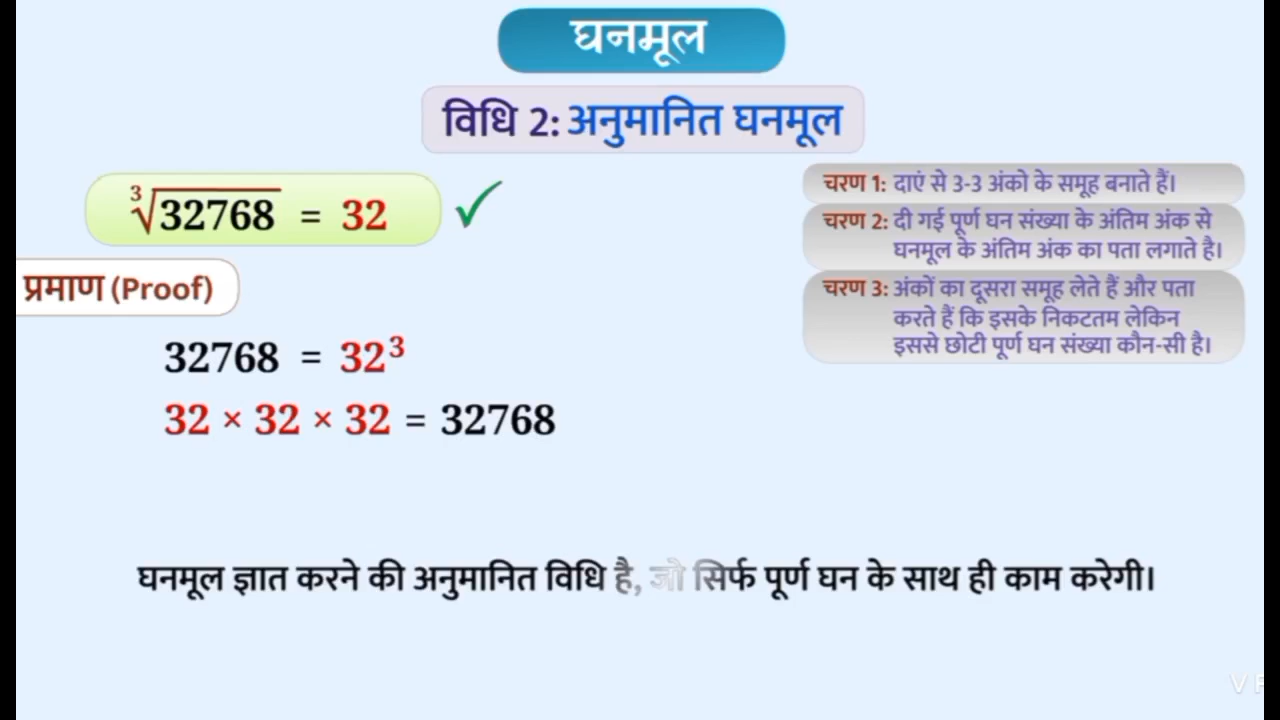 घनमूल
विधि 2: अनुमानित घनमूल
∛32768 = 32 ✓
प्रमाण (Proof)
32768 = 32³
32 × 32 × 32 = 32768
चरण 1: दाएं से 3-3 अंको के समूह बनाते हैं।
चरण 2: दी गई पूर्ण घन संख्या के अंतिम अंक से
घनमूल के अंतिम अंक का पता लगाते है।
चरण 3: अंकों का दूसरा समूह लेते हैं और पता
करते हैं कि इसके निकटतम लेकिन
इससे छोटी पूर्ण घन संख्या कौन-सी है।
घनमूल ज्ञात करने की अनुमानित विधि है, जो सिर्फ पूर्ण घन के साथ ही काम करेगी।